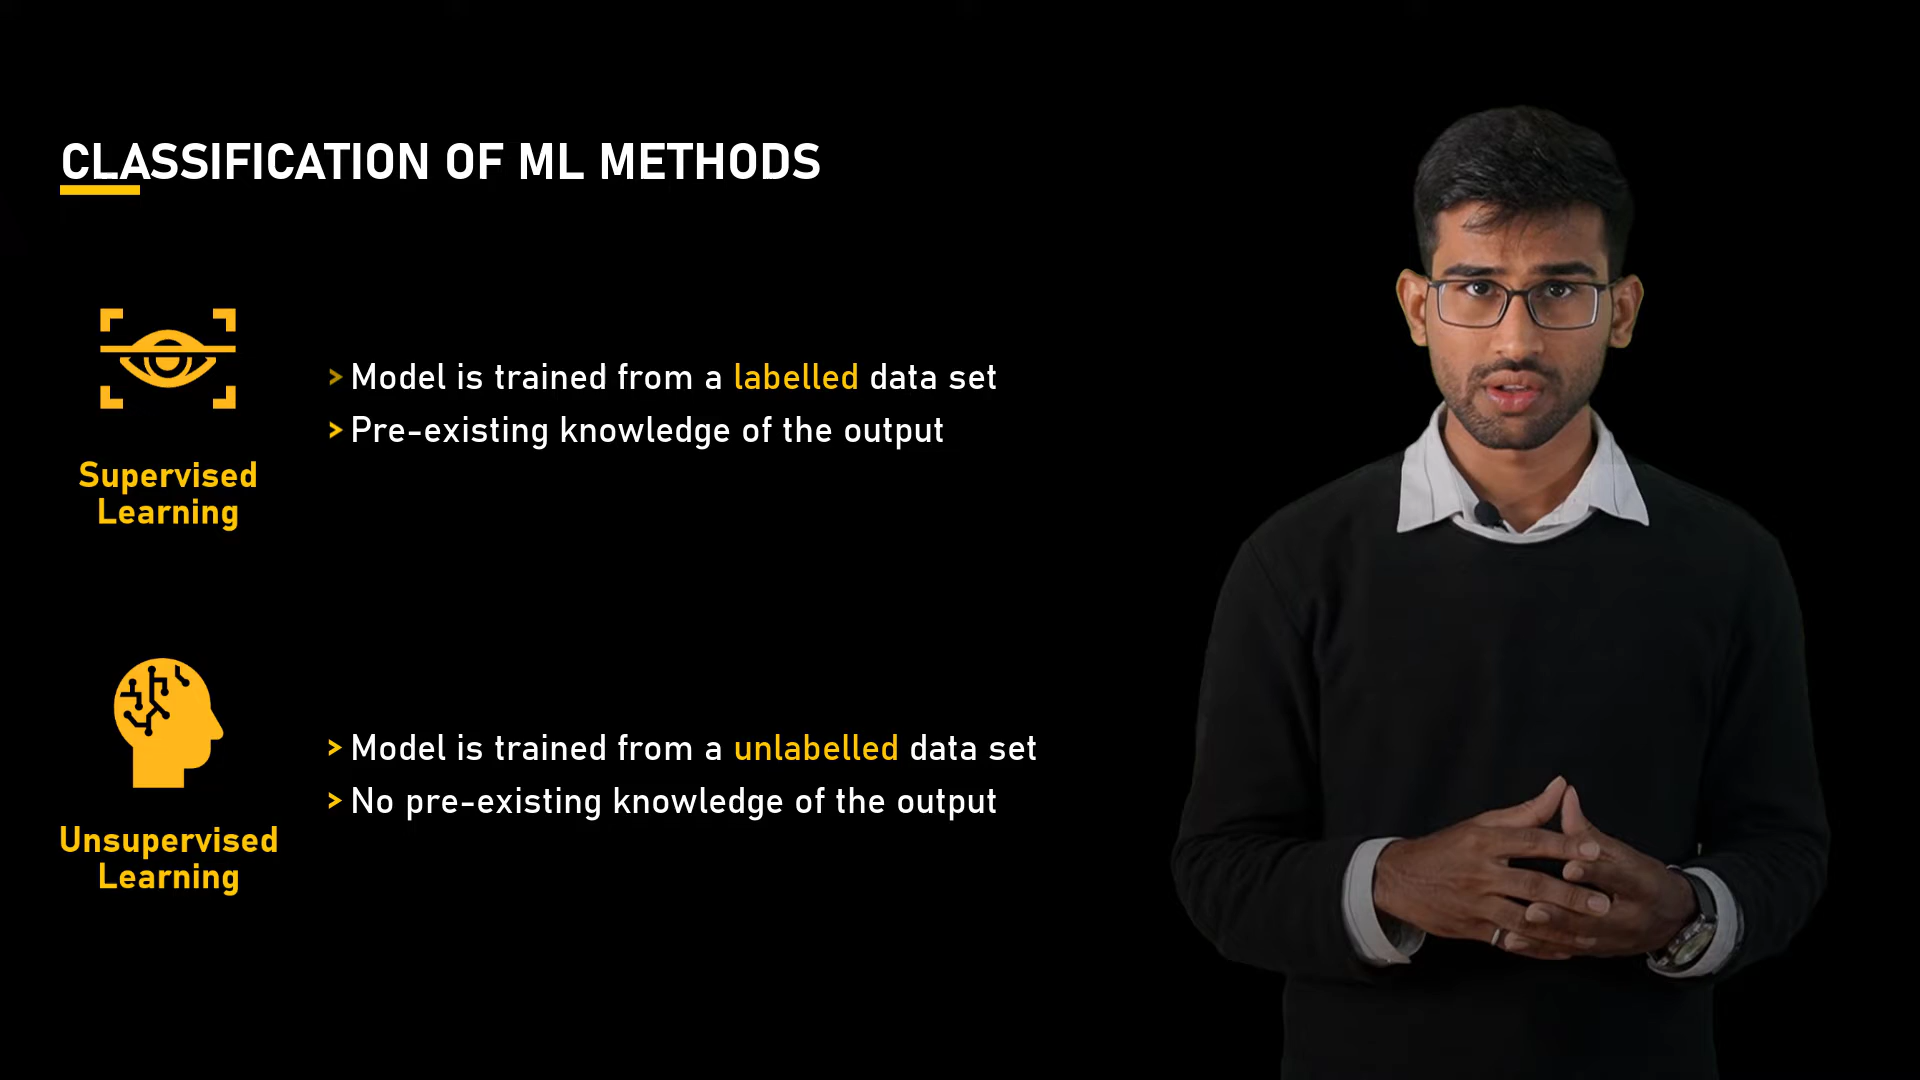 CLASSIFICATION OF ML METHODS
> Model is trained from a labelled data set
> Pre-existing knowledge of the output
Supervised
Learning
> Model is trained from a unlabelled data set
> No pre-existing knowledge of the output
Unsupervised
Learning